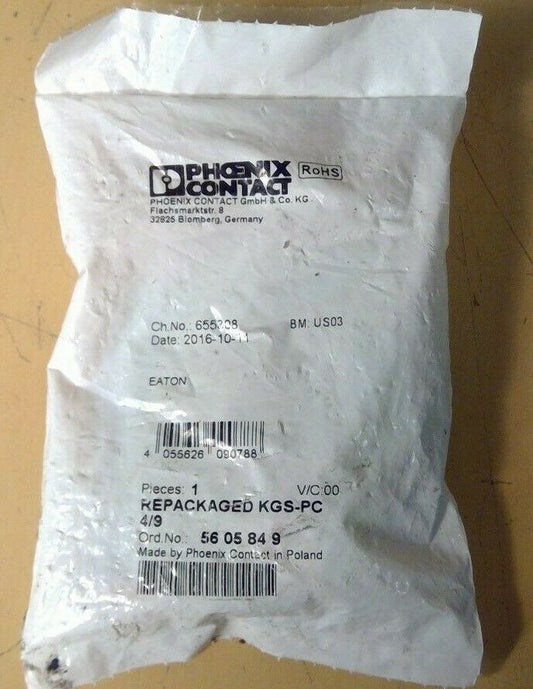 PHŒNIX
CONTACT
RoHS
PHOENIX CONTACT GmbH & Co. KG
Flachsmarktstr. 8
32825 Blomberg, Germany
Ch.No.: 655208 BM: US03
Date: 2016-10-11
EATON
4 055626 090788
Pieces: 1 V/C:00
REPACKAGED KGS-PC
4/9
Ord.No.: 56 05 84 9
Made by Phoenix Contact in Poland